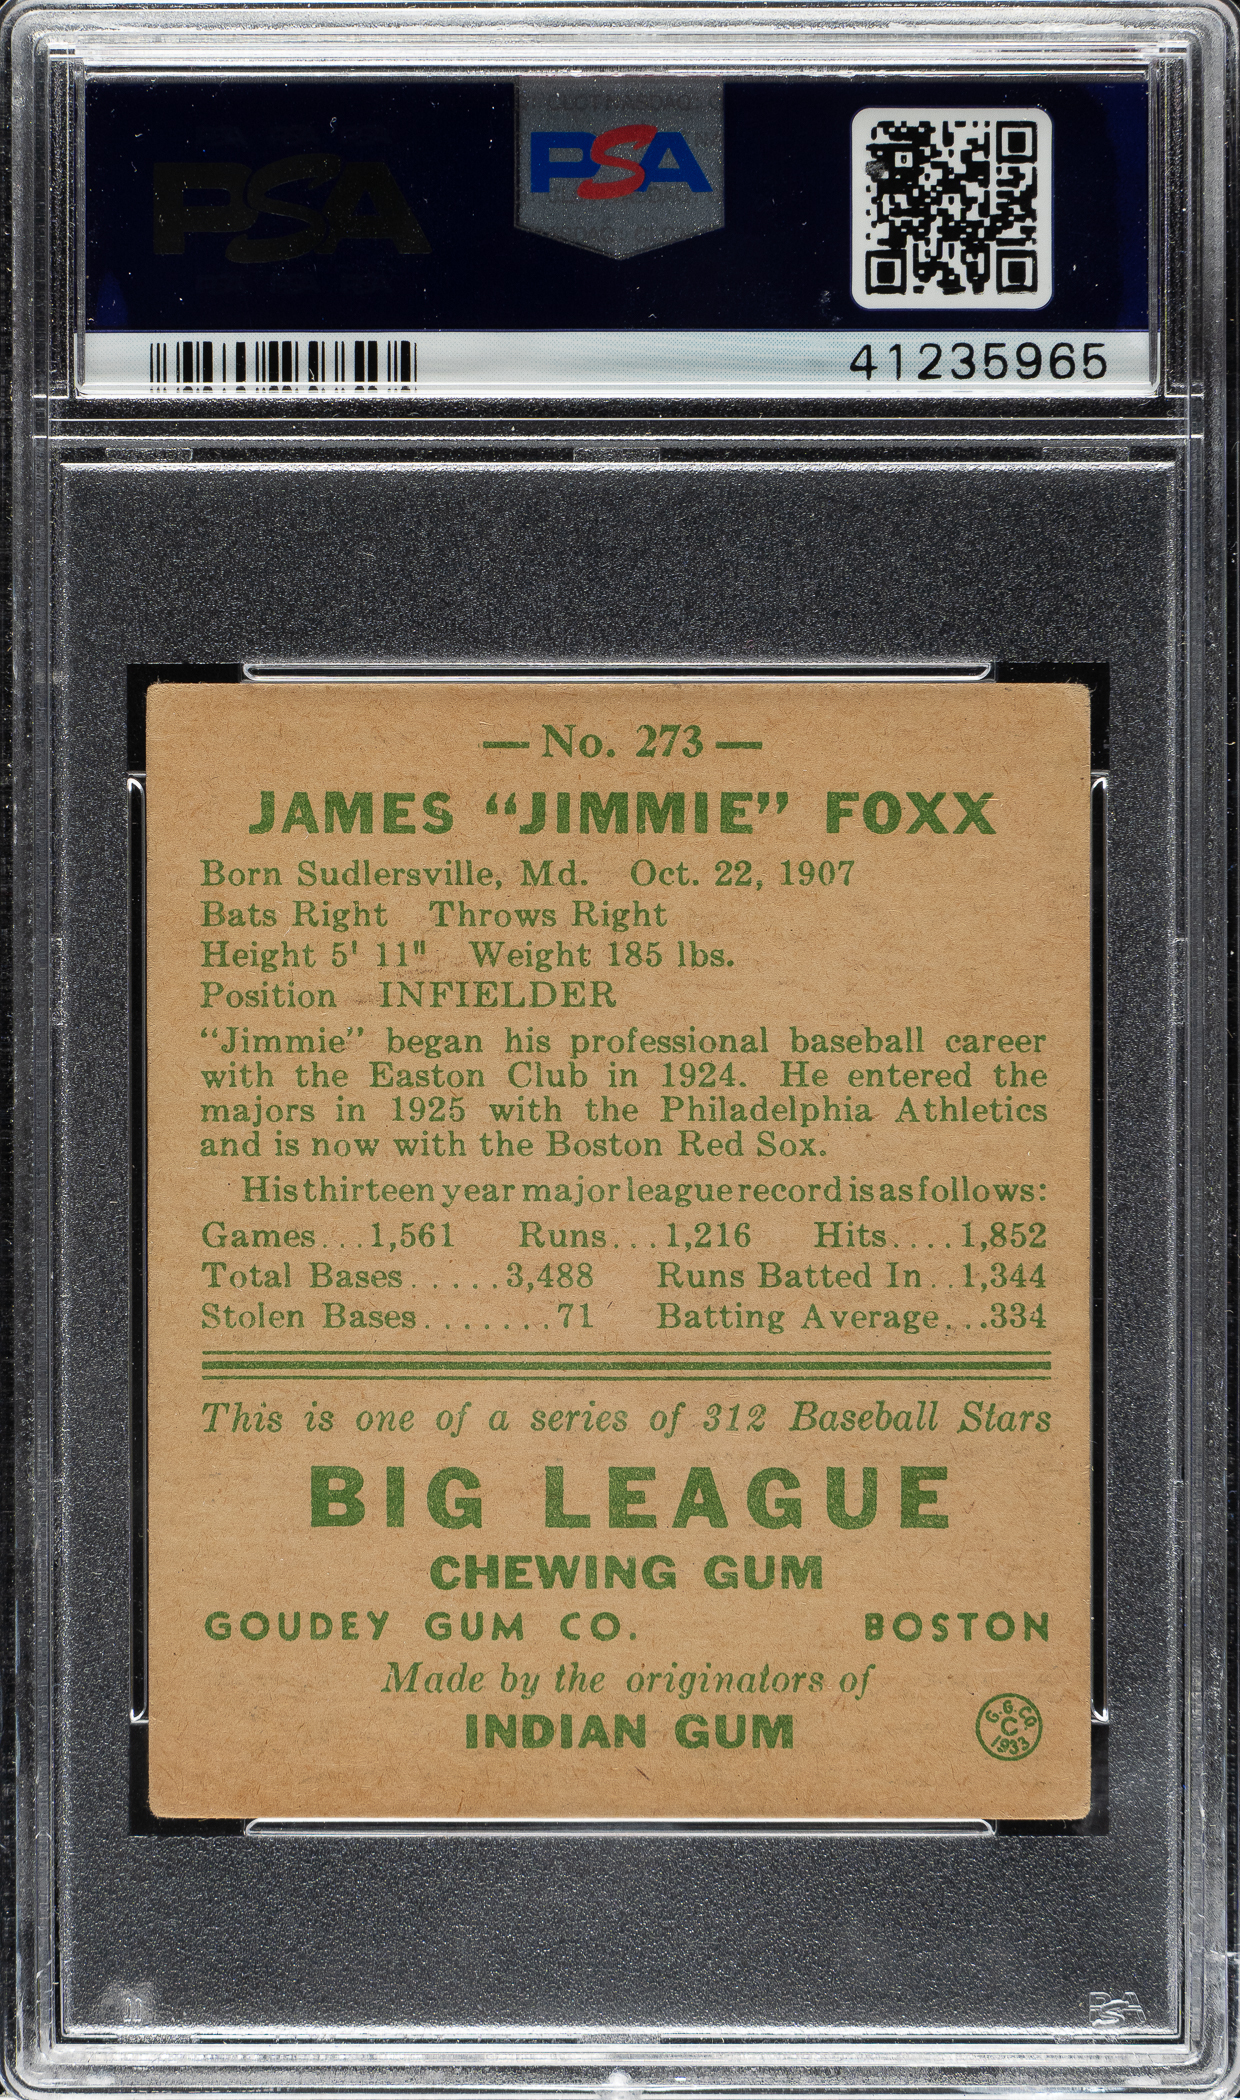 PSA
PSA
41235965
— No. 273 —
JAMES “JIMMIE” FOXX
Born Sudlersville, Md. Oct. 22, 1907
Bats Right Throws Right
Height 5' 11" Weight 185 lbs.
Position INFIELDER
“Jimmie” began his professional baseball career
with the Easton Club in 1924. He entered the
majors in 1925 with the Philadelphia Athletics
and is now with the Boston Red Sox.
His thirteen year major league record is as follows:
Games...1,561 Runs...1,216 Hits....1,852
Total Bases.....3,488 Runs Batted In..1,344
Stolen Bases.......71 Batting Average...334
This is one of a series of 312 Baseball Stars
BIG LEAGUE
CHEWING GUM
GOUDEY GUM CO. BOSTON
Made by the originators of
INDIAN GUM
G.G.CO.
C
1933
11
PSA